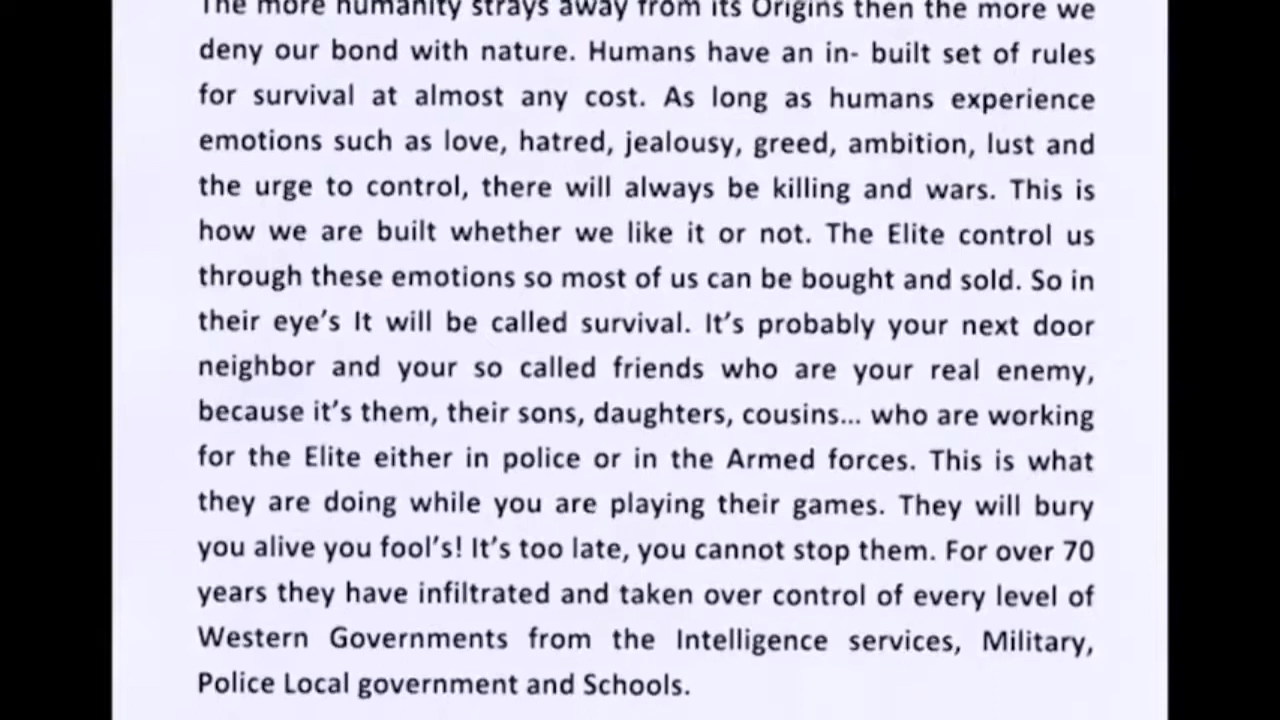 The more humanity strays away from its Origins then the more we
deny our bond with nature. Humans have an in- built set of rules
for survival at almost any cost. As long as humans experience
emotions such as love, hatred, jealousy, greed, ambition, lust and
the urge to control, there will always be killing and wars. This is
how we are built whether we like it or not. The Elite control us
through these emotions so most of us can be bought and sold. So in
their eye's It will be called survival. It's probably your next door
neighbor and your so called friends who are your real enemy,
because it's them, their sons, daughters, cousins... who are working
for the Elite either in police or in the Armed forces. This is what
they are doing while you are playing their games. They will bury
you alive you fool's! It's too late, you cannot stop them. For over 70
years they have infiltrated and taken over control of every level of
Western Governments from the Intelligence services, Military,
Police Local government and Schools.